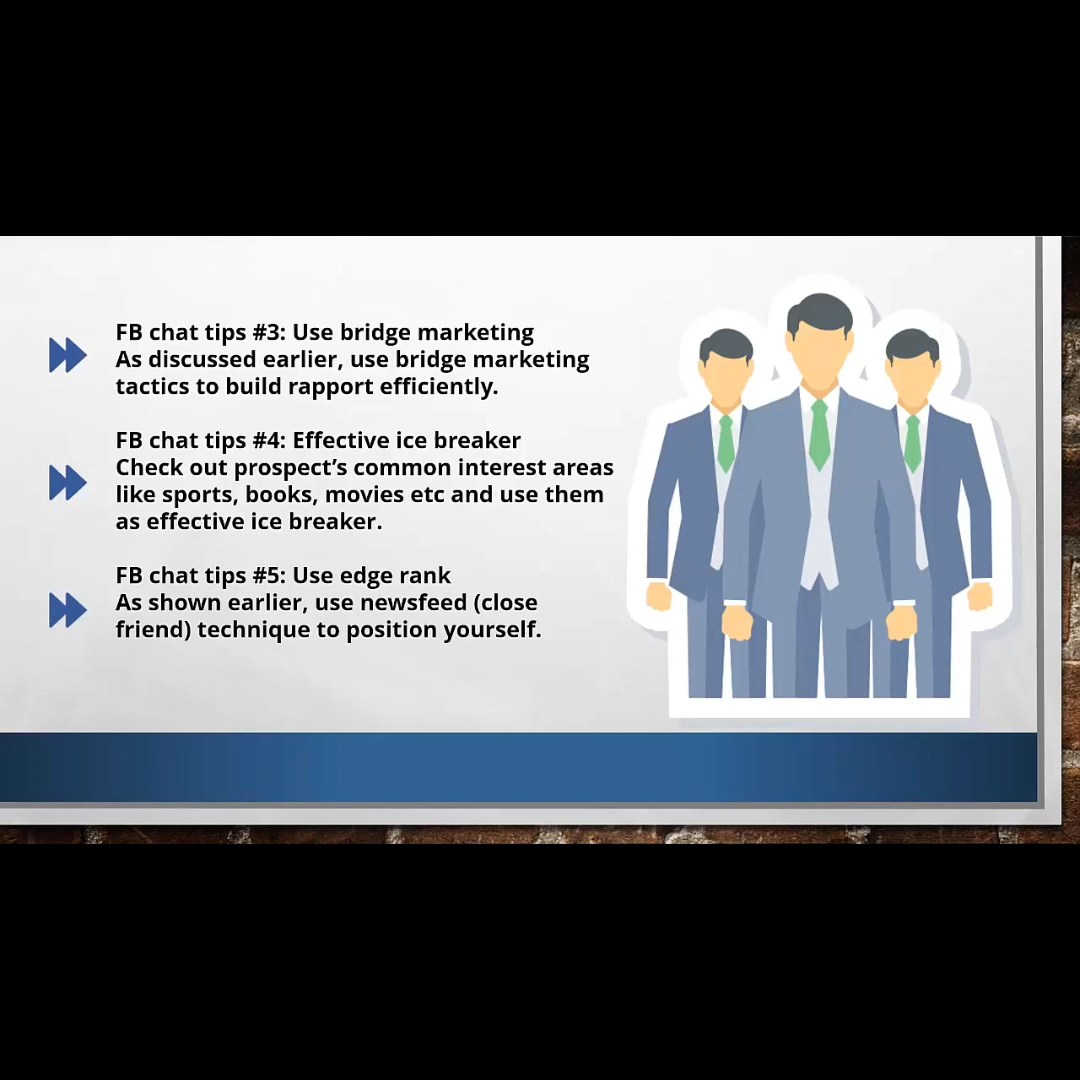 FB chat tips #3: Use bridge marketing
As discussed earlier, use bridge marketing
tactics to build rapport efficiently.
FB chat tips #4: Effective ice breaker
Check out prospect’s common interest areas
like sports, books, movies etc and use them
as effective ice breaker.
FB chat tips #5: Use edge rank
As shown earlier, use newsfeed (close
friend) technique to position yourself.